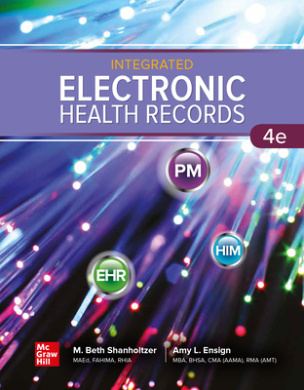 INTEGRATED
ELECTRONIC
HEALTH RECORDS
4e
PM
HIM
EHR
Mc
Graw
Hill
M. Beth Shanholtzer
MAEd, FAHIMA, RHIA
Amy L. Ensign
MBA, BHSA, CMA (AAMA), RMA (AMT)